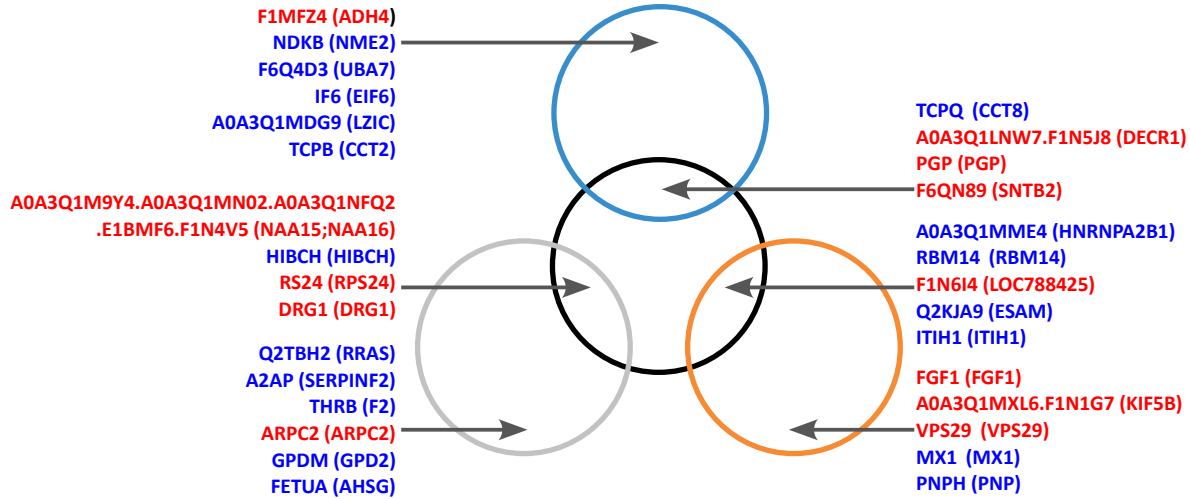 F1MFZ4 (ADH4)
NDKB (NME2)
F6Q4D3 (UBA7)
IF6 (EIF6)
A0A3Q1MDG9 (LZIC)
TCPB (CCT2)
A0A3Q1M9Y4.A0A3Q1MN02.A0A3Q1NFQ2
.E1BMF6.F1N4V5 (NAA15;NAA16)
HIBCH (HIBCH)
RS24 (RPS24)
DRG1 (DRG1)
Q2TBH2 (RRAS)
A2AP (SERPINF2)
THRB (F2)
ARPC2 (ARPC2)
GPDM (GPD2)
FETUA (AHSG)
TCPQ (CCT8)
A0A3Q1LNW7.F1N5J8 (DECR1)
PGP (PGP)
F6QN89 (SNTB2)
A0A3Q1MME4 (HNRNPA2B1)
RBM14 (RBM14)
F1N6I4 (LOC788425)
Q2KJA9 (ESAM)
ITIH1 (ITIH1)
FGF1 (FGF1)
A0A3Q1MXL6.F1N1G7 (KIF5B)
VPS29 (VPS29)
MX1 (MX1)
PNPH (PNP)